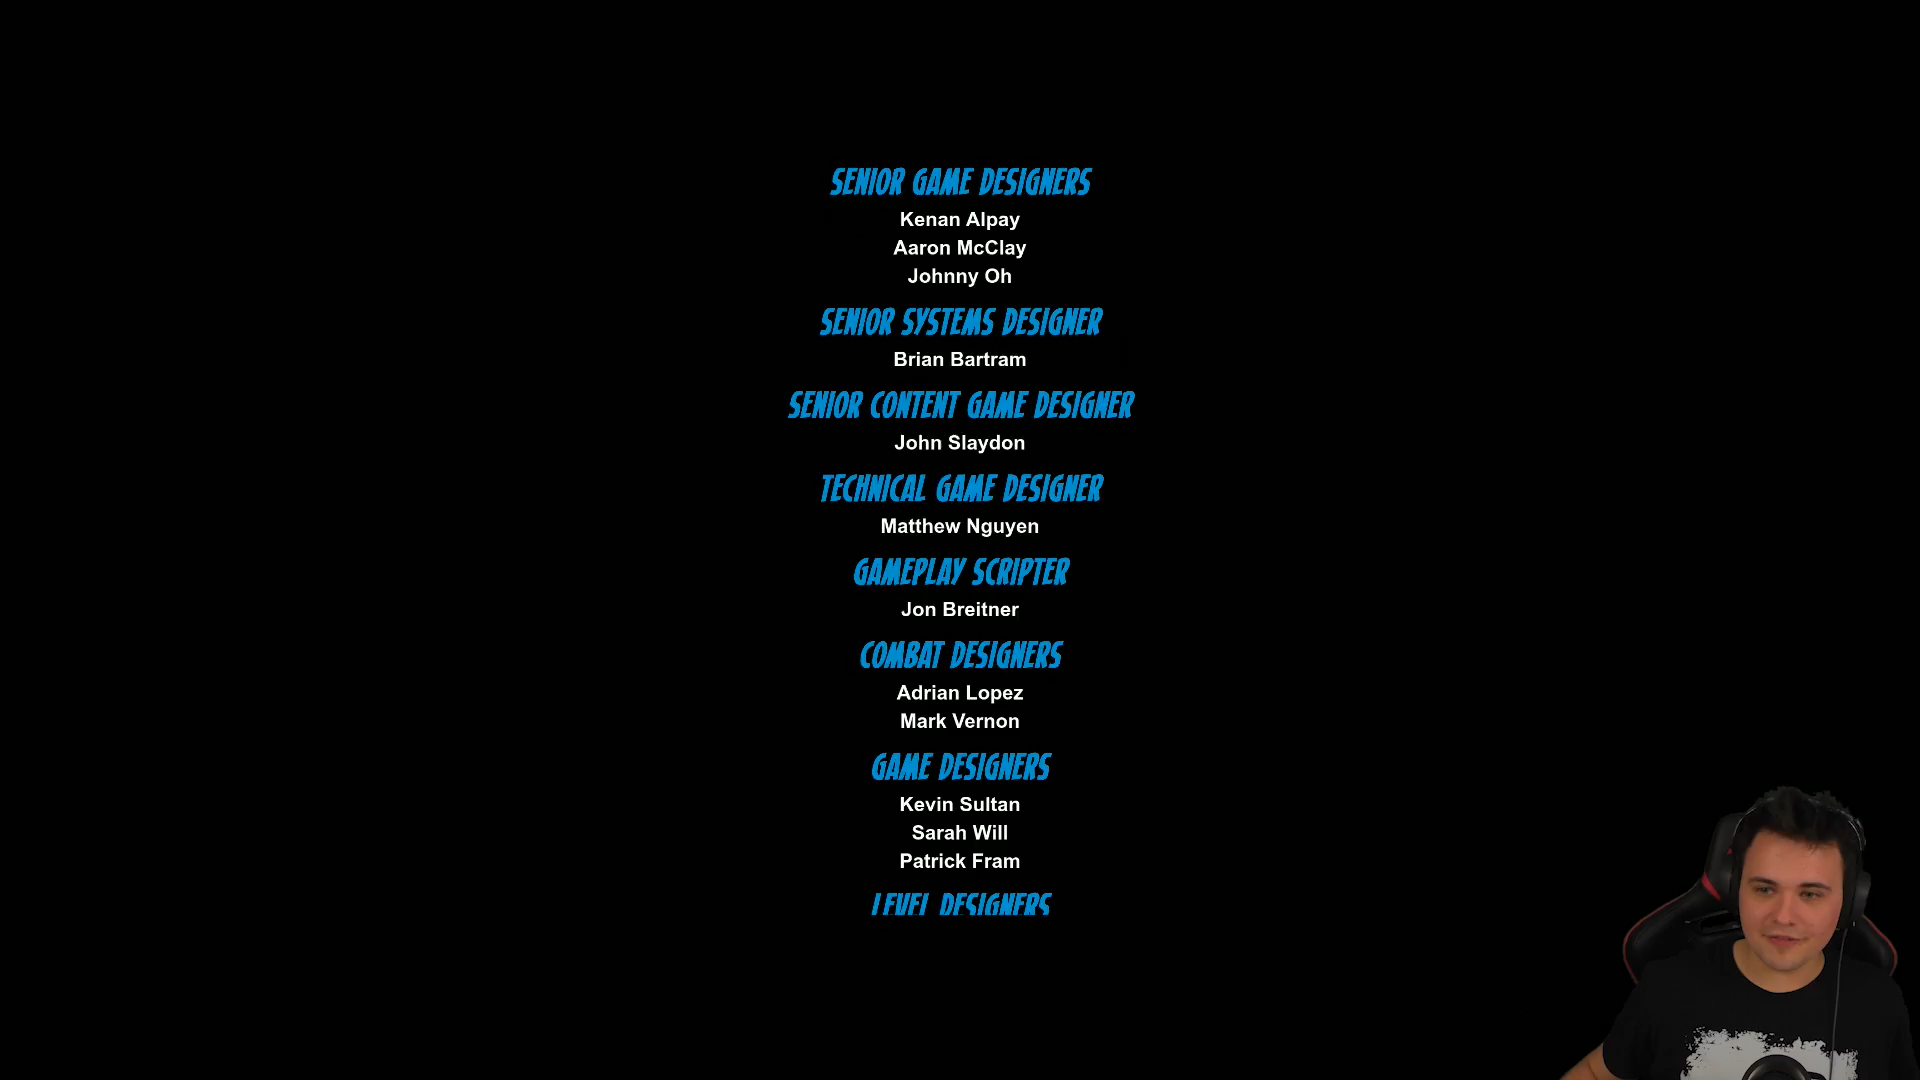 SENIOR GAME DESIGNERS
Kenan Alpay
Aaron McClay
Johnny Oh
SENIOR SYSTEMS DESIGNER
Brian Bartram
SENIOR CONTENT GAME DESIGNER
John Slaydon
TECHNICAL GAME DESIGNER
Matthew Nguyen
GAMEPLAY SCRIPTER
Jon Breitner
COMBAT DESIGNERS
Adrian Lopez
Mark Vernon
GAME DESIGNERS
Kevin Sultan
Sarah Will
Patrick Fram
LEVEL DESIGNERS